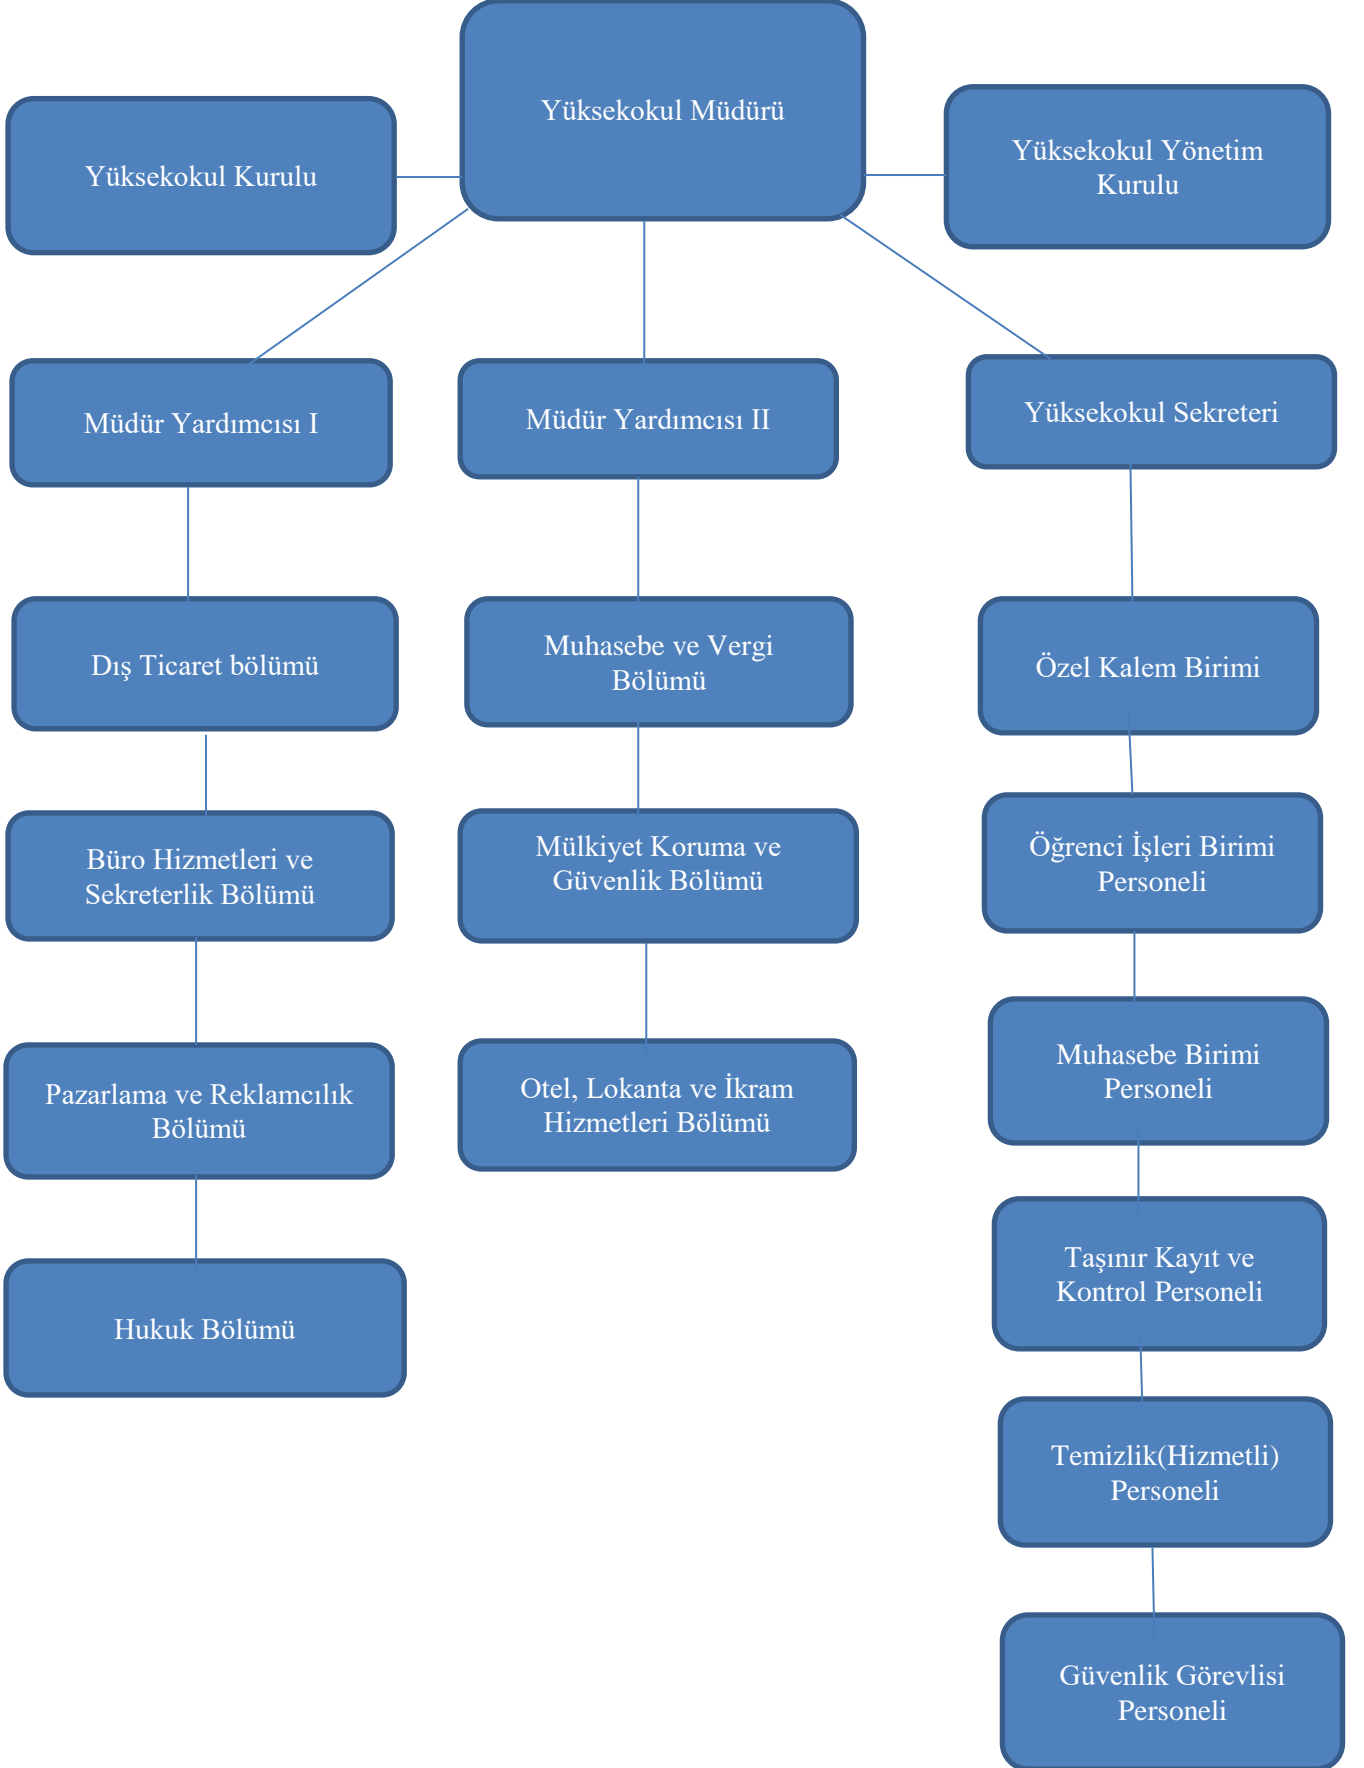 Yüksekokul Müdürü
Yüksekokul Kurulu
Yüksekokul Yönetim
Kurulu
Müdür Yardımcısı I
Müdür Yardımcısı II
Yüksekokul Sekreteri
Dış Ticaret bölümü
Muhasebe ve Vergi
Bölümü
Özel Kalem Birimi
Büro Hizmetleri ve
Sekreterlik Bölümü
Mülkiyet Koruma ve
Güvenlik Bölümü
Öğrenci İşleri Birimi
Personeli
Pazarlama ve Reklamcılık
Bölümü
Otel, Lokanta ve İkram
Hizmetleri Bölümü
Muhasebe Birimi
Personeli
Hukuk Bölümü
Taşınır Kayıt ve
Kontrol Personeli
Temizlik(Hizmetli)
Personeli
Güvenlik Görevlisi
Personeli